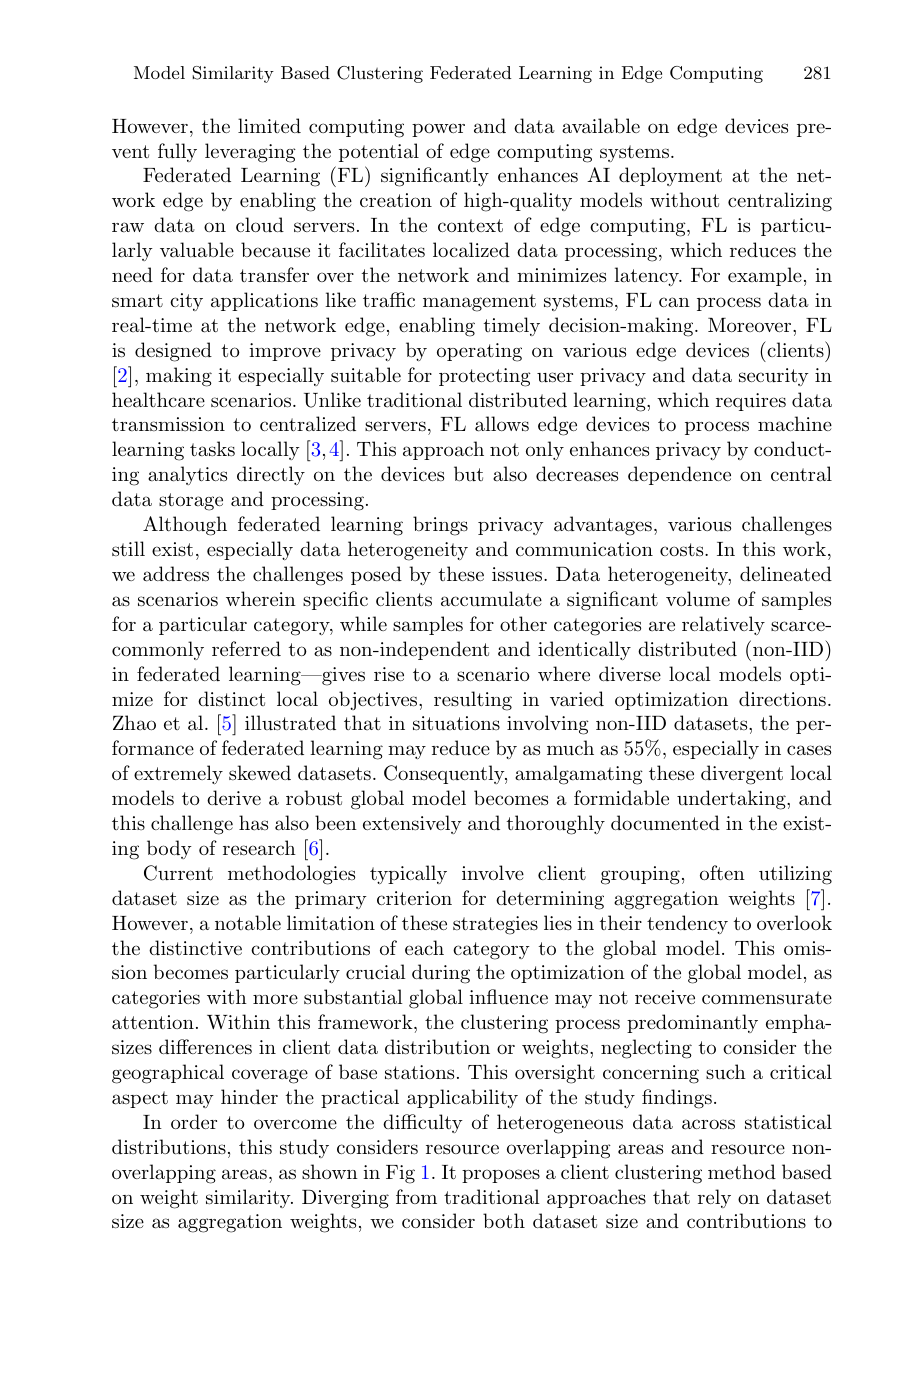 Model Similarity Based Clustering Federated Learning in Edge Computing 281
However, the limited computing power and data available on edge devices pre-
vent fully leveraging the potential of edge computing systems.
Federated Learning (FL) significantly enhances AI deployment at the net-
work edge by enabling the creation of high-quality models without centralizing
raw data on cloud servers. In the context of edge computing, FL is particu-
larly valuable because it facilitates localized data processing, which reduces the
need for data transfer over the network and minimizes latency. For example, in
smart city applications like traffic management systems, FL can process data in
real-time at the network edge, enabling timely decision-making. Moreover, FL
is designed to improve privacy by operating on various edge devices (clients)
[2], making it especially suitable for protecting user privacy and data security in
healthcare scenarios. Unlike traditional distributed learning, which requires data
transmission to centralized servers, FL allows edge devices to process machine
learning tasks locally [3,4]. This approach not only enhances privacy by conduct-
ing analytics directly on the devices but also decreases dependence on central
data storage and processing.
Although federated learning brings privacy advantages, various challenges
still exist, especially data heterogeneity and communication costs. In this work,
we address the challenges posed by these issues. Data heterogeneity, delineated
as scenarios wherein specific clients accumulate a significant volume of samples
for a particular category, while samples for other categories are relatively scarce-
commonly referred to as non-independent and identically distributed (non-IID)
in federated learning—gives rise to a scenario where diverse local models opti-
mize for distinct local objectives, resulting in varied optimization directions.
Zhao et al. [5] illustrated that in situations involving non-IID datasets, the per-
formance of federated learning may reduce by as much as 55%, especially in cases
of extremely skewed datasets. Consequently, amalgamating these divergent local
models to derive a robust global model becomes a formidable undertaking, and
this challenge has also been extensively and thoroughly documented in the exist-
ing body of research [6].
Current methodologies typically involve client grouping, often utilizing
dataset size as the primary criterion for determining aggregation weights [7].
However, a notable limitation of these strategies lies in their tendency to overlook
the distinctive contributions of each category to the global model. This omis-
sion becomes particularly crucial during the optimization of the global model, as
categories with more substantial global influence may not receive commensurate
attention. Within this framework, the clustering process predominantly empha-
sizes differences in client data distribution or weights, neglecting to consider the
geographical coverage of base stations. This oversight concerning such a critical
aspect may hinder the practical applicability of the study findings.
In order to overcome the difficulty of heterogeneous data across statistical
distributions, this study considers resource overlapping areas and resource non-
overlapping areas, as shown in Fig 1. It proposes a client clustering method based
on weight similarity. Diverging from traditional approaches that rely on dataset
size as aggregation weights, we consider both dataset size and contributions to